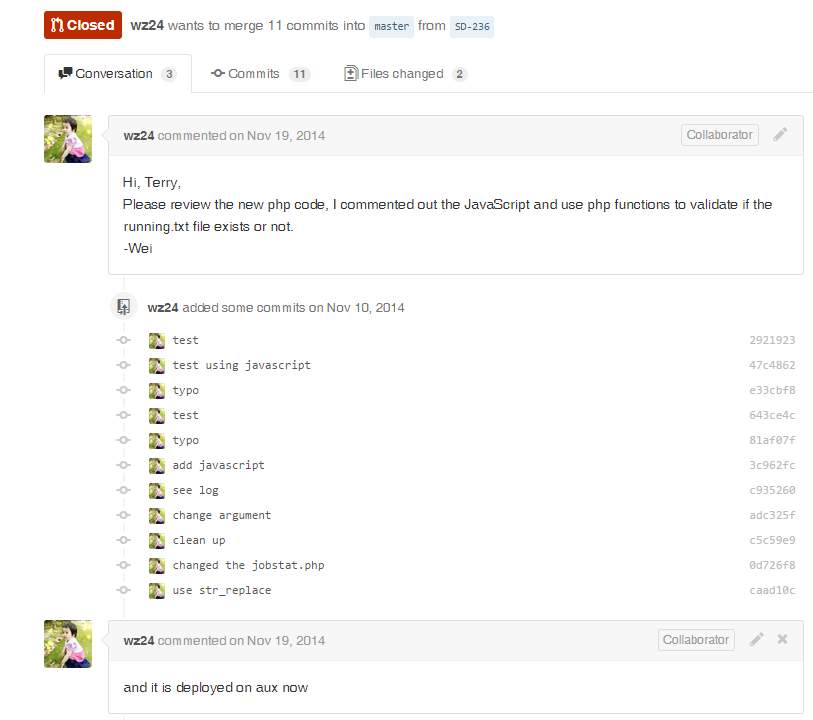 Closed wz24 wants to merge 11 commits into master from SD-236
Conversation 3 Commits 11 Files changed 2
wz24 commented on Nov 19, 2014 Collaborator
Hi, Terry,
Please review the new php code, I commented out the JavaScript and use php functions to validate if the
running.txt file exists or not.
-Wei
wz24 added some commits on Nov 10, 2014
test 2921923
test using javascript 47c4862
typo e33cbf8
test 643ce4c
typo 81af07f
add javascript 3c962fc
see log c935260
change argument adc325f
clean up c5c59e9
changed the jobstat.php 0d726f8
use str_replace caad10c
wz24 commented on Nov 19, 2014 Collaborator
and it is deployed on aux now